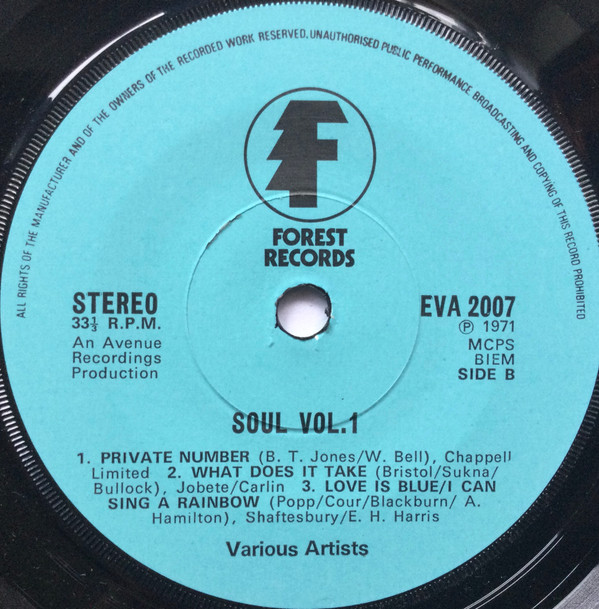 ALL RIGHTS OF THE MANUFACTURER AND OF THE OWNERS OF THE RECORDED WORK RESERVED. UNAUTHORISED PUBLIC PERFORMANCE BROADCASTING AND COPYING OF THIS RECORD PROHIBITED
F
FOREST
RECORDS
STEREO
33⅓ R.P.M.
An Avenue
Recordings
Production
EVA 2007
Ⓟ 1971
MCPS
BIEM
SIDE B
SOUL VOL.1
1. PRIVATE NUMBER (B. T. Jones/W. Bell), Chappell
Limited 2. WHAT DOES IT TAKE (Bristol/Sukna/
Bullock), Jobete/Carlin 3. LOVE IS BLUE/I CAN
SING A RAINBOW (Popp/Cour/Blackburn/ A.
Hamilton), Shaftesbury/E. H. Harris
Various Artists